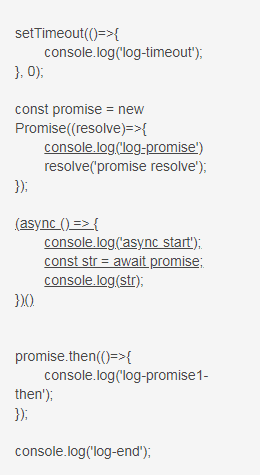 setTimeout(()=>{
console.log('log-timeout');
}, 0);
const promise = new
Promise((resolve)=>{
console.log('log-promise')
resolve('promise resolve');
});
(async () => {
console.log('async start');
const str = await promise;
console.log(str);
})()
promise.then(()=>{
console.log('log-promise1-
then');
});
console.log('log-end');